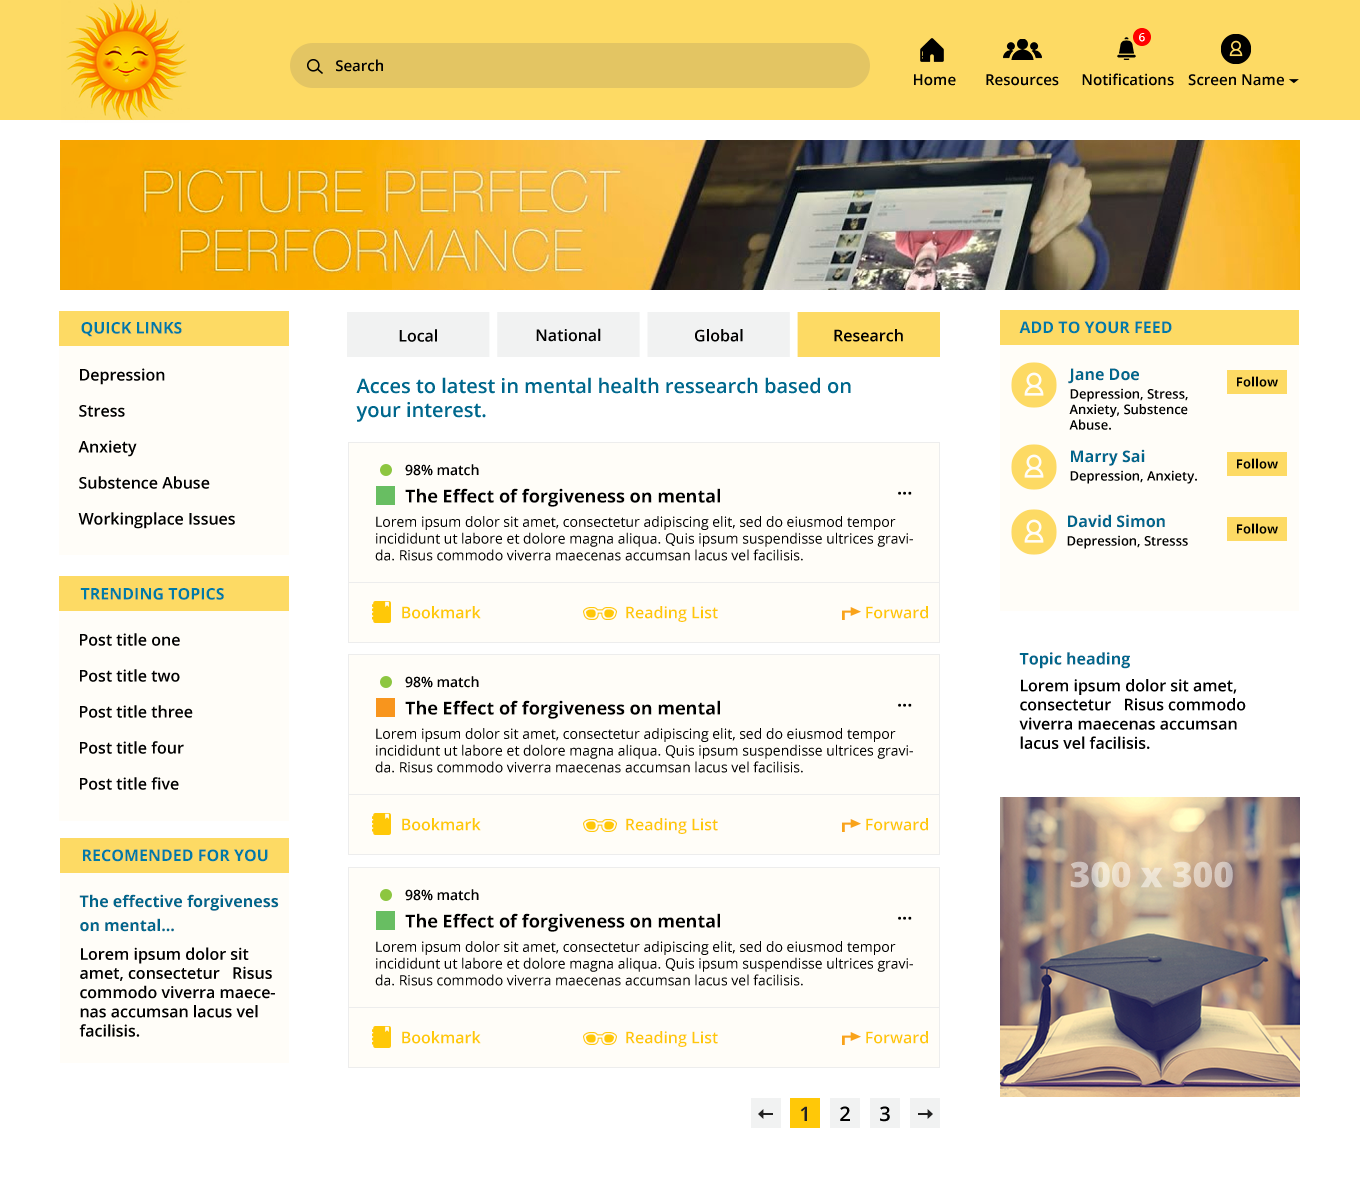 Search
Home
Resources
6
Notifications
Screen Name
PICTURE PERFECT
PERFORMANCE
QUICK LINKS
Depression
Stress
Anxiety
Substence Abuse
Workingplace Issues
TRENDING TOPICS
Post title one
Post title two
Post title three
Post title four
Post title five
RECOMENDED FOR YOU
The effective forgiveness
on mental...
Lorem ipsum dolor sit
amet, consectetur Risus
commodo viverra maece-
nas accumsan lacus vel
facilisis.
Local
National
Global
Research
Acces to latest in mental health ressearch based on
your interest.
98% match
The Effect of forgiveness on mental
Lorem ipsum dolor sit amet, consectetur adipiscing elit, sed do eiusmod tempor
incididunt ut labore et dolore magna aliqua. Quis ipsum suspendisse ultrices gravi-
da. Risus commodo viverra maecenas accumsan lacus vel facilisis.
Bookmark
Reading List
Forward
98% match
The Effect of forgiveness on mental
Lorem ipsum dolor sit amet, consectetur adipiscing elit, sed do eiusmod tempor
incididunt ut labore et dolore magna aliqua. Quis ipsum suspendisse ultrices gravi-
da. Risus commodo viverra maecenas accumsan lacus vel facilisis.
Bookmark
Reading List
Forward
98% match
The Effect of forgiveness on mental
Lorem ipsum dolor sit amet, consectetur adipiscing elit, sed do eiusmod tempor
incididunt ut labore et dolore magna aliqua. Quis ipsum suspendisse ultrices gravi-
da. Risus commodo viverra maecenas accumsan lacus vel facilisis.
Bookmark
Reading List
Forward
1
2
3
ADD TO YOUR FEED
Jane Doe
Depression, Stress,
Anxiety, Substence
Abuse.
Follow
Marry Sai
Depression, Anxiety.
Follow
David Simon
Depression, Stresss
Follow
Topic heading
Lorem ipsum dolor sit amet,
consectetur Risus commodo
viverra maecenas accumsan
lacus vel facilisis.
300 x 300